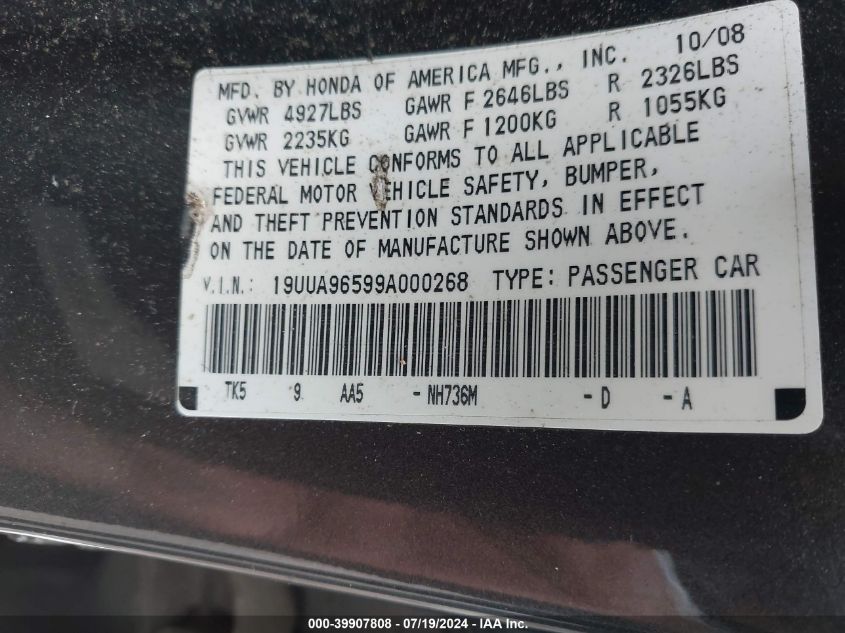 MFD. BY HONDA OF AMERICA MFG., INC. 10/08
GVWR 4927LBS GAWR F 2646LBS R 2326LBS
GVWR 2235KG GAWR F 1200KG R 1055KG
THIS VEHICLE CONFORMS TO ALL APPLICABLE
FEDERAL MOTOR VEHICLE SAFETY, BUMPER,
AND THEFT PREVENTION STANDARDS IN EFFECT
ON THE DATE OF MANUFACTURE SHOWN ABOVE.
V.I.N.: 19UUA96599A000268 TYPE: PASSENGER CAR
TK5 9 AA5 - NH736M - D - A
000-39907808 - 07/19/2024 - IAA Inc.